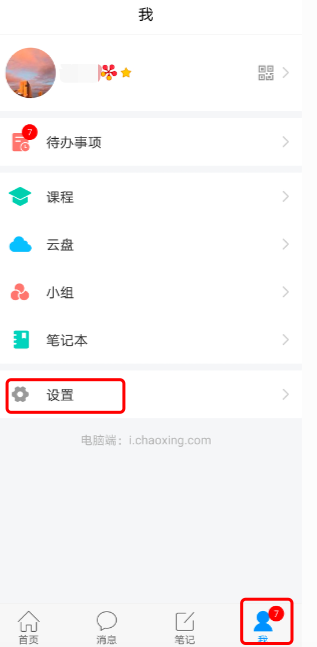 我
7
待办事项
课程
云盘
小组
笔记本
设置
电脑端：i.chaoxing.com
7
首页
消息
笔记
我